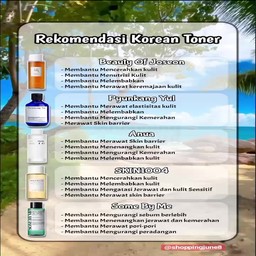 Rekomendasi Korean Toner
Beauty Of Joseon
- Membantu Mencerahkan kulit
- Membantu Menutrisi Kulit
- Membantu Melembabkan
- Membantu Merawat keremajaan kulit
Pyunkang Yul
- Membantu Merawat elastisitas kulit
- Membantu Melembabkan
- Membantu Mengurangi Kemerahan
- Merawat Skin barrier
Anua
- Membantu Merawat Skin barrier
- Membantu Menenangkan kulit
- Membantu Mengurangi Kemerahan
- Membantu Melembabkan kulit
SKIN1004
- Membantu Mencerahkan kulit
- Membantu Melembabkan kulit
- Membantu Mengatasi Jerawat dan kulit Sensitif
- Membantu Merawat skin barrier
Some By Me
- Membantu Mengurangi sebum berlebih
- Membantu Menenangkan jerawat dan kemerahan
- Membantu Merawat pori-pori
- Membantu Mengurangi peradangan
@shoppingjune8